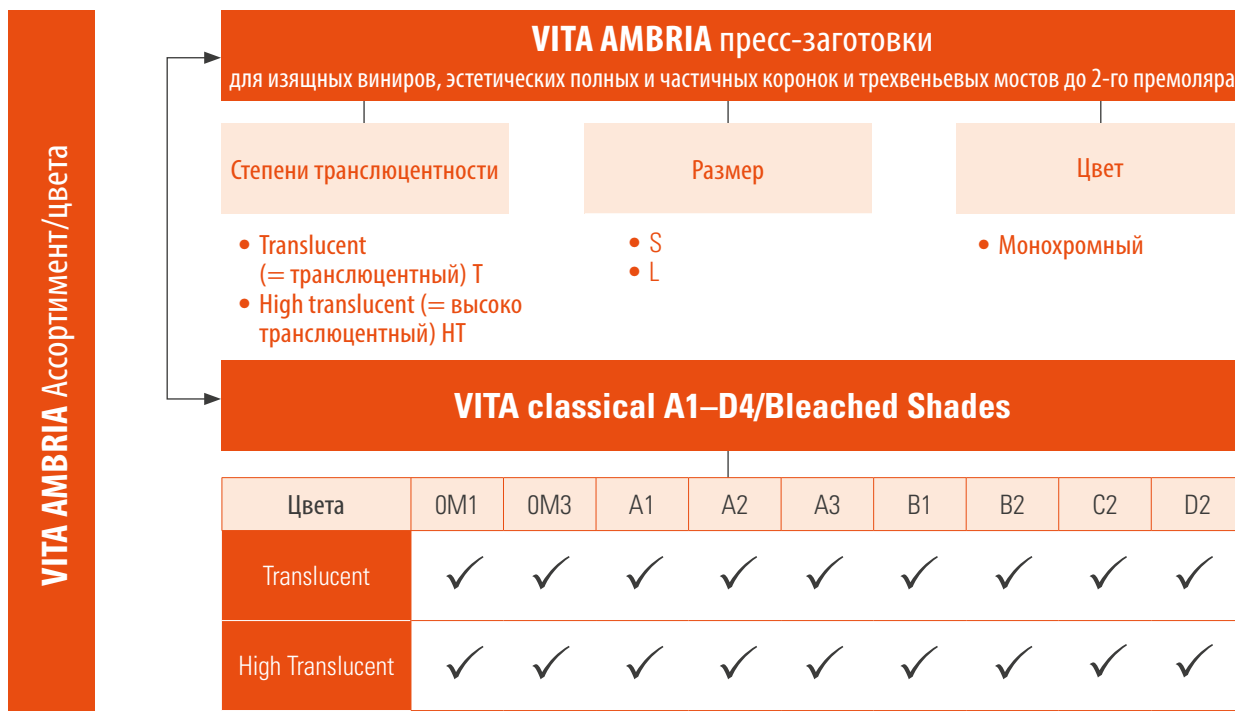 VITA AMBRIA Ассортимент/цвета
VITA AMBRIA пресс-заготовки
для изящных виниров, эстетических полных и частичных коронок и трехвеньевых мостов до 2-го премоляра
Степени транслюцентности
Размер
Цвет
• Translucent
(= транслюцентный) T
• High translucent (= высоко
транслюцентный) HT
• S
• L
• Монохромный
VITA classical A1–D4/Bleached Shades
Цвета 0M1 0M3 A1 A2 A3 B1 B2 C2 D2
Translucent ✓ ✓ ✓ ✓ ✓ ✓ ✓ ✓ ✓
High Translucent ✓ ✓ ✓ ✓ ✓ ✓ ✓ ✓ ✓